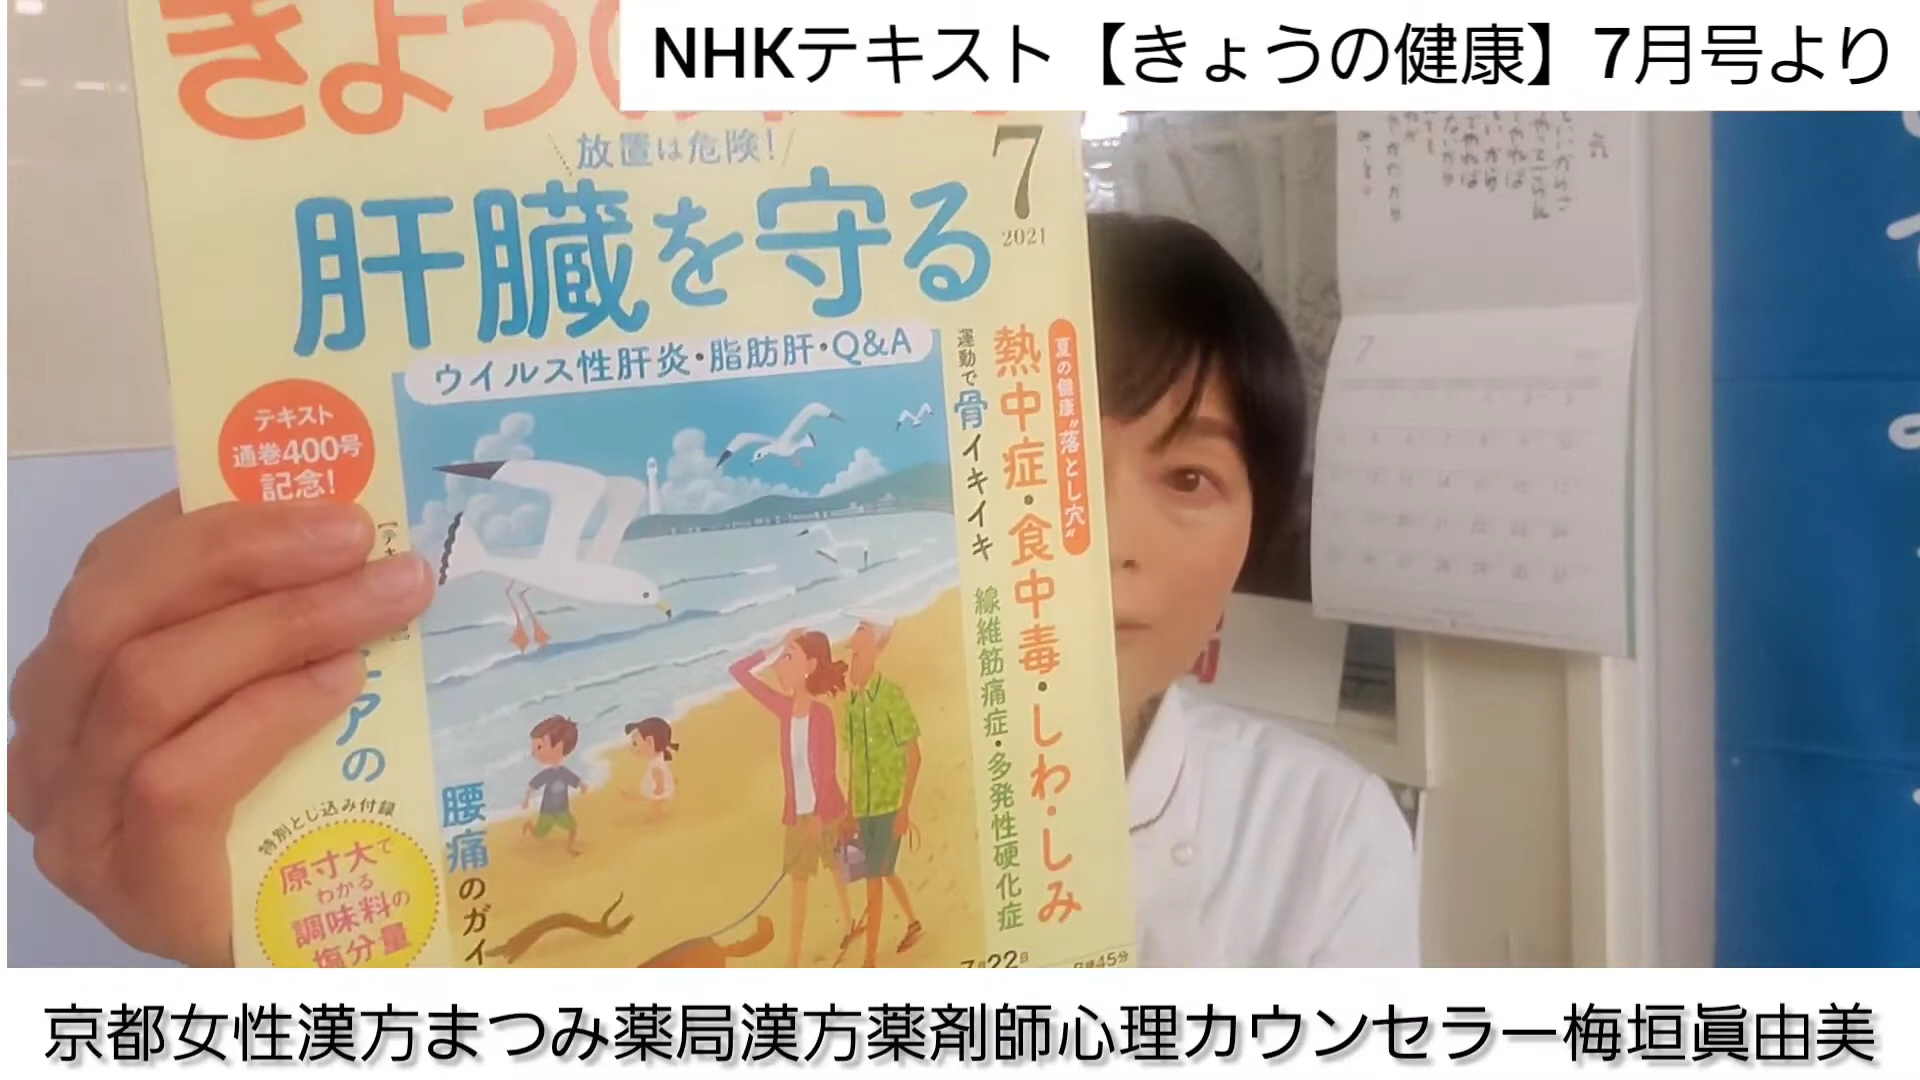 NHKテキスト【きょうの健康】7月号より
きょうの
放置は危険!
肝臓を守る
7
2021
ウイルス性肝炎・脂肪肝・Q&A
テキスト
通巻400号
記念!
夏の健康"落とし穴"
熱中症・食中毒・しわ・しみ
運動で骨イキイキ
線維筋痛症・多発性硬化症
アの
腰痛のガイ
特別とじ込み付録
原寸大で
わかる
調味料の
塩分量
7
京都女性漢方まつみ薬局漢方薬剤師心理カウンセラー梅垣眞由美